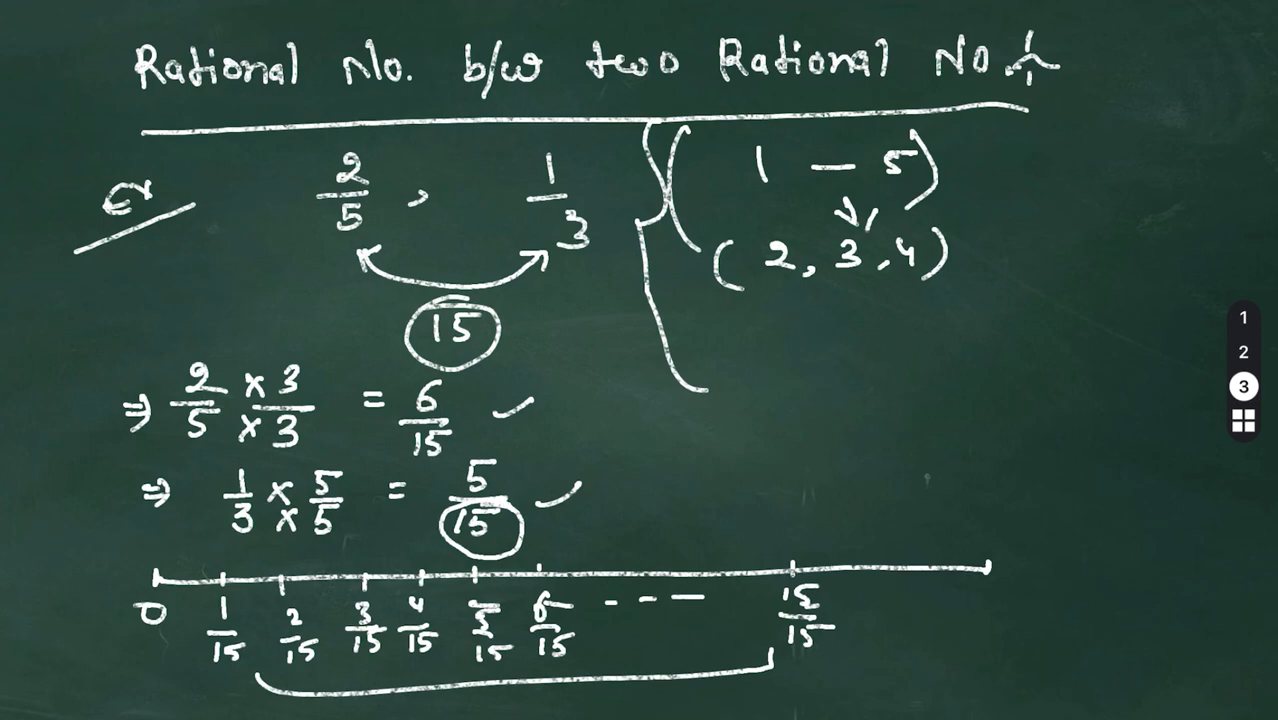 Rational No. b/w two Rational No.
Ex 2/5 , 1/3
15
( 1 — 5 )
( 2, 3, 4 )
⇒ 2/5 × 3/× 3 = 6/15 ✓
⇒ 1/3 × 5/× 5 = 5/15 ✓
0 1/15 2/15 3/15 4/15 5/15 6/15 - - - 15/15
1
2
3